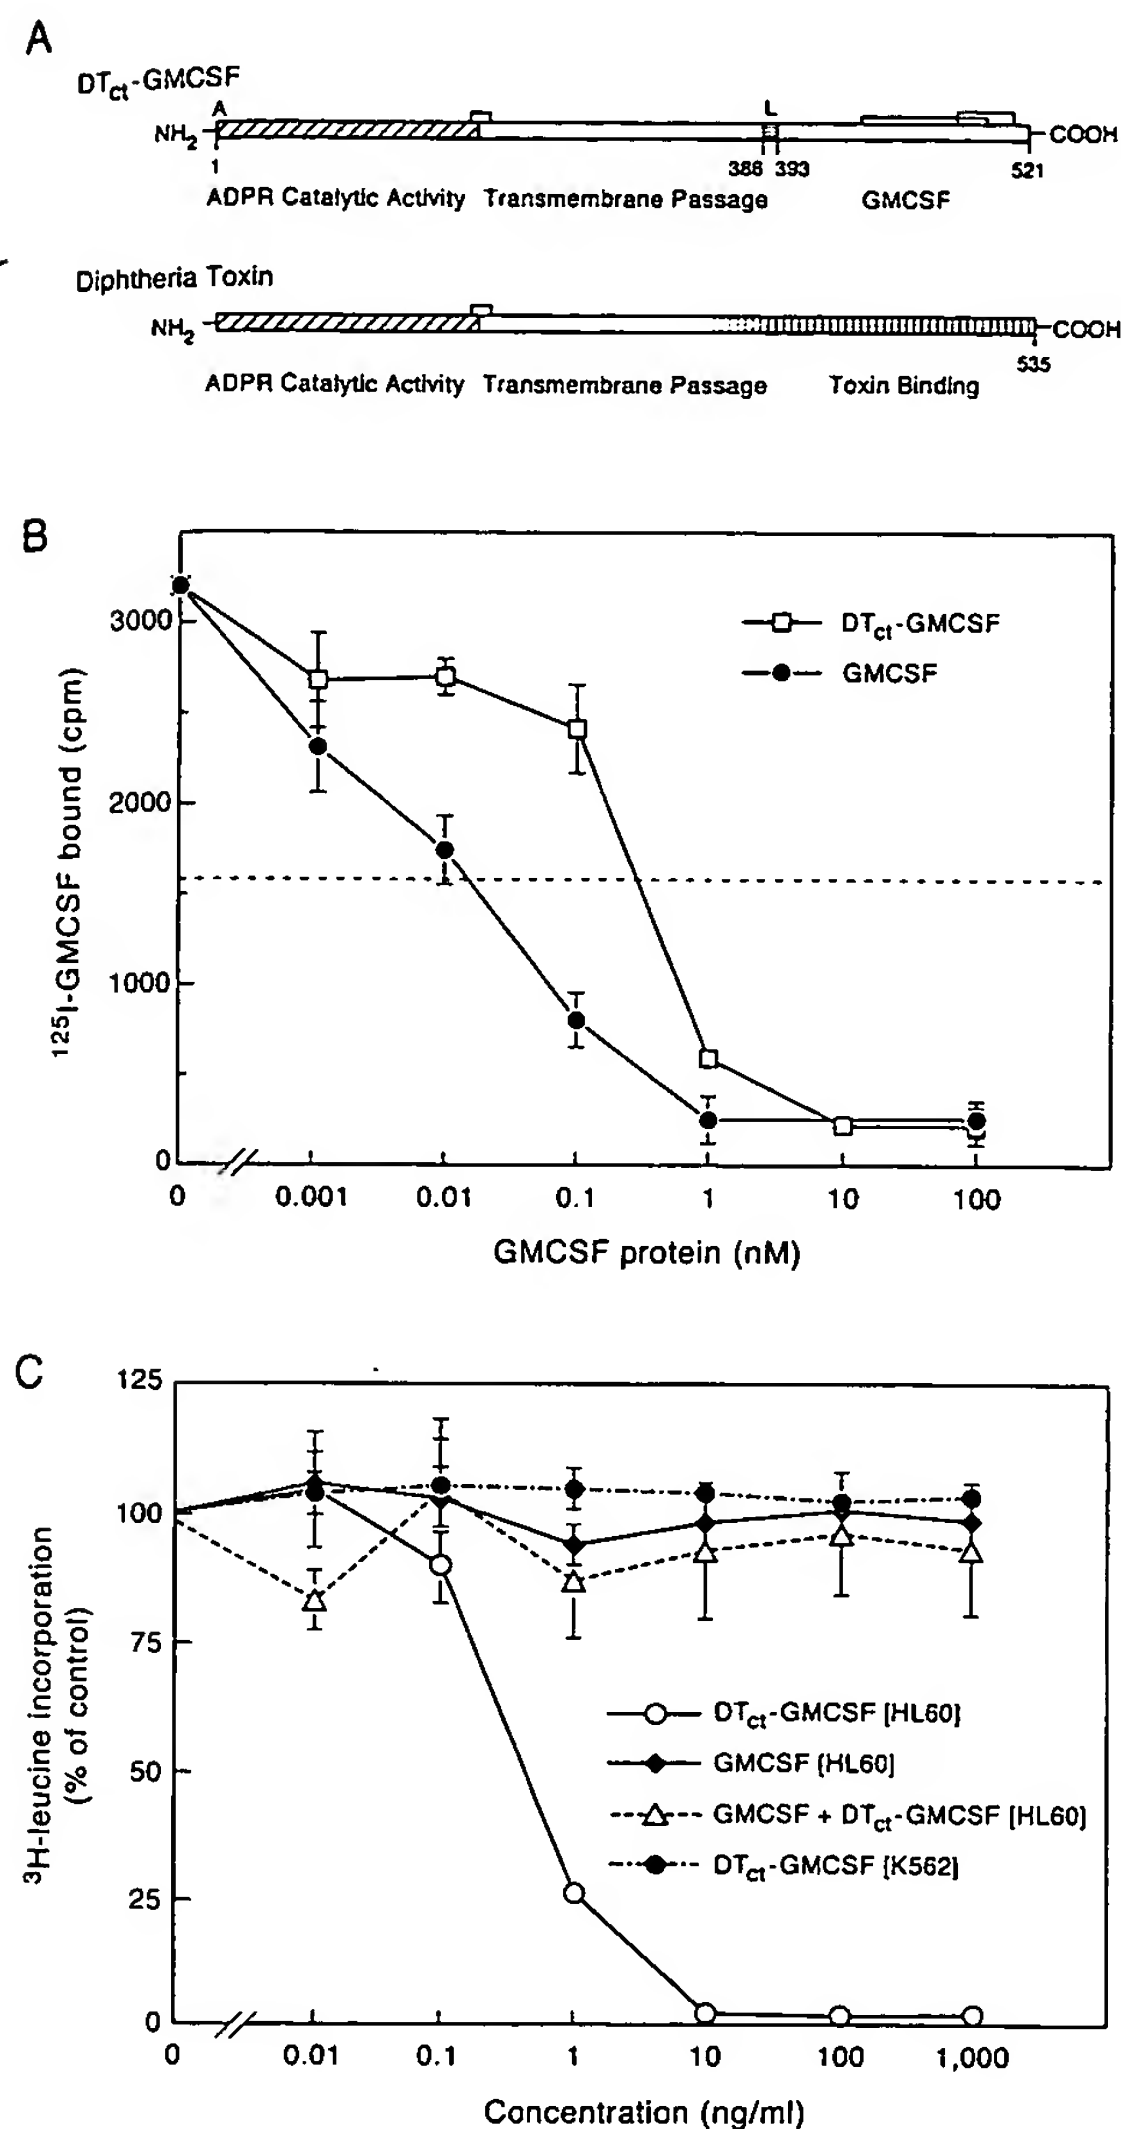 A
DTct-GMCSF
A L
NH2 COOH
1 386 393 521
ADPR Catalytic Activity Transmembrane Passage GMCSF
Diphtheria Toxin
NH2 COOH
535
ADPR Catalytic Activity Transmembrane Passage Toxin Binding
B
3000
2000
1000
0
125I-GMCSF bound (cpm)
DTct-GMCSF
GMCSF
0 0.001 0.01 0.1 1 10 100
GMCSF protein (nM)
C
125
100
75
50
25
0
3H-leucine incorporation
(% of control)
DTct-GMCSF [HL60]
GMCSF [HL60]
GMCSF + DTct-GMCSF [HL60]
DTct-GMCSF [K562]
0 0.01 0.1 1 10 100 1,000
Concentration (ng/ml)